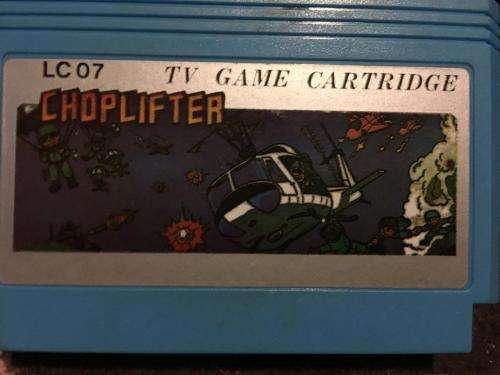 LC07 TV GAME CARTRIDGE
CHOPLIFTER